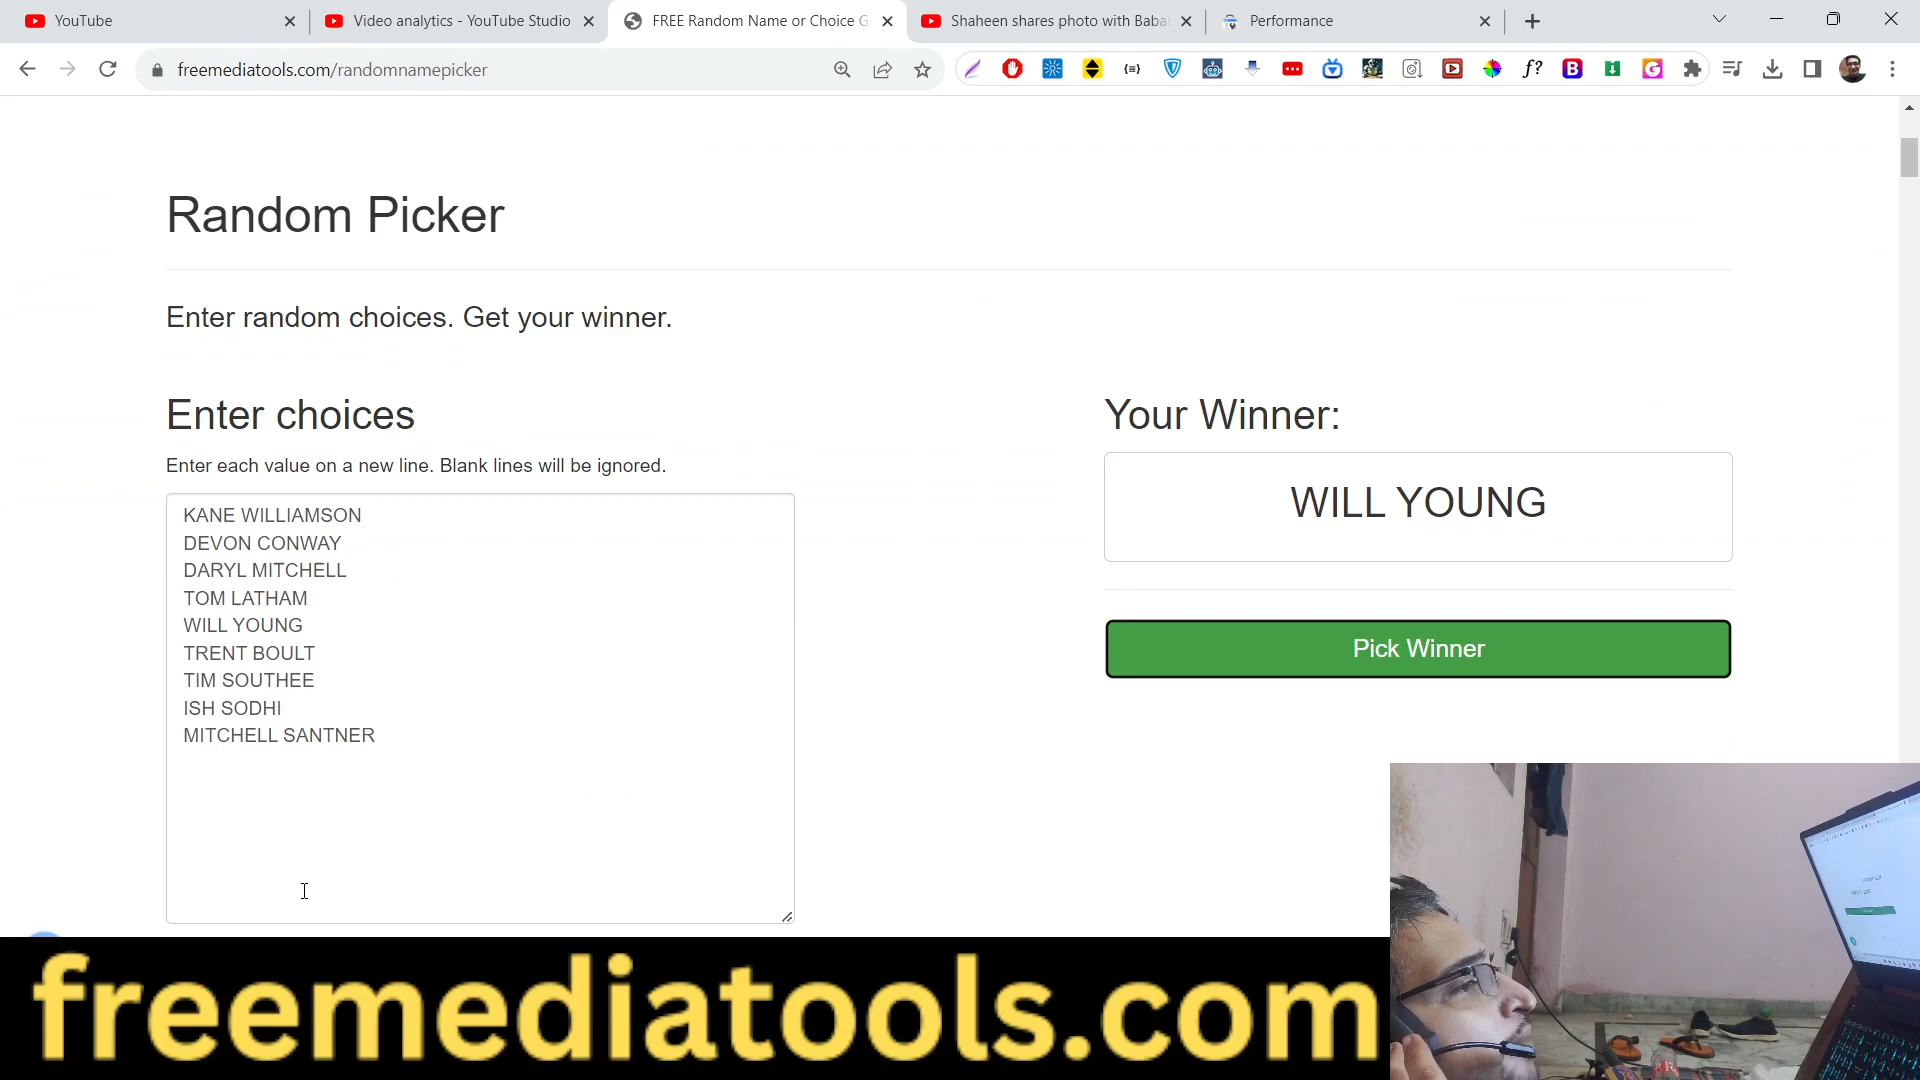 YouTube
Video analytics - YouTube Studio
FREE Random Name or Choice G
Shaheen shares photo with Baba
Performance
freemediatools.com/randomnamepicker
Random Picker
Enter random choices. Get your winner.
Enter choices
Your Winner:
Enter each value on a new line. Blank lines will be ignored.
KANE WILLIAMSON
DEVON CONWAY
DARYL MITCHELL
TOM LATHAM
WILL YOUNG
TRENT BOULT
TIM SOUTHEE
ISH SODHI
MITCHELL SANTNER
WILL YOUNG
Pick Winner
freemediatools.com